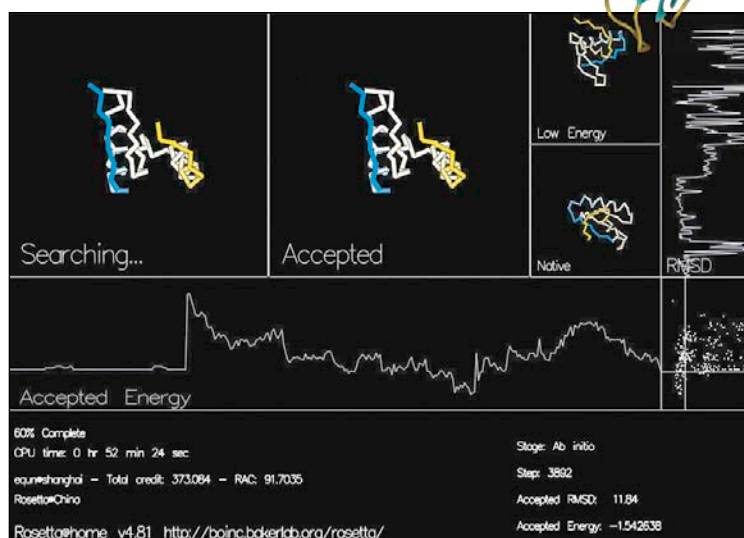 Searching...
Accepted
Low Energy
Native
RMSD
Accepted Energy
60% Complete
CPU time: 0 hr 52 min 24 sec
equn@shanghai - Total credit: 373.084 - RAC: 91.7035
Rosetta@China
Rosetta@home v4.81 http://boinc.bakerlab.org/rosetta/
Stage: Ab initio
Step: 3892
Accepted RMSD: 11.84
Accepted Energy: -1.542638